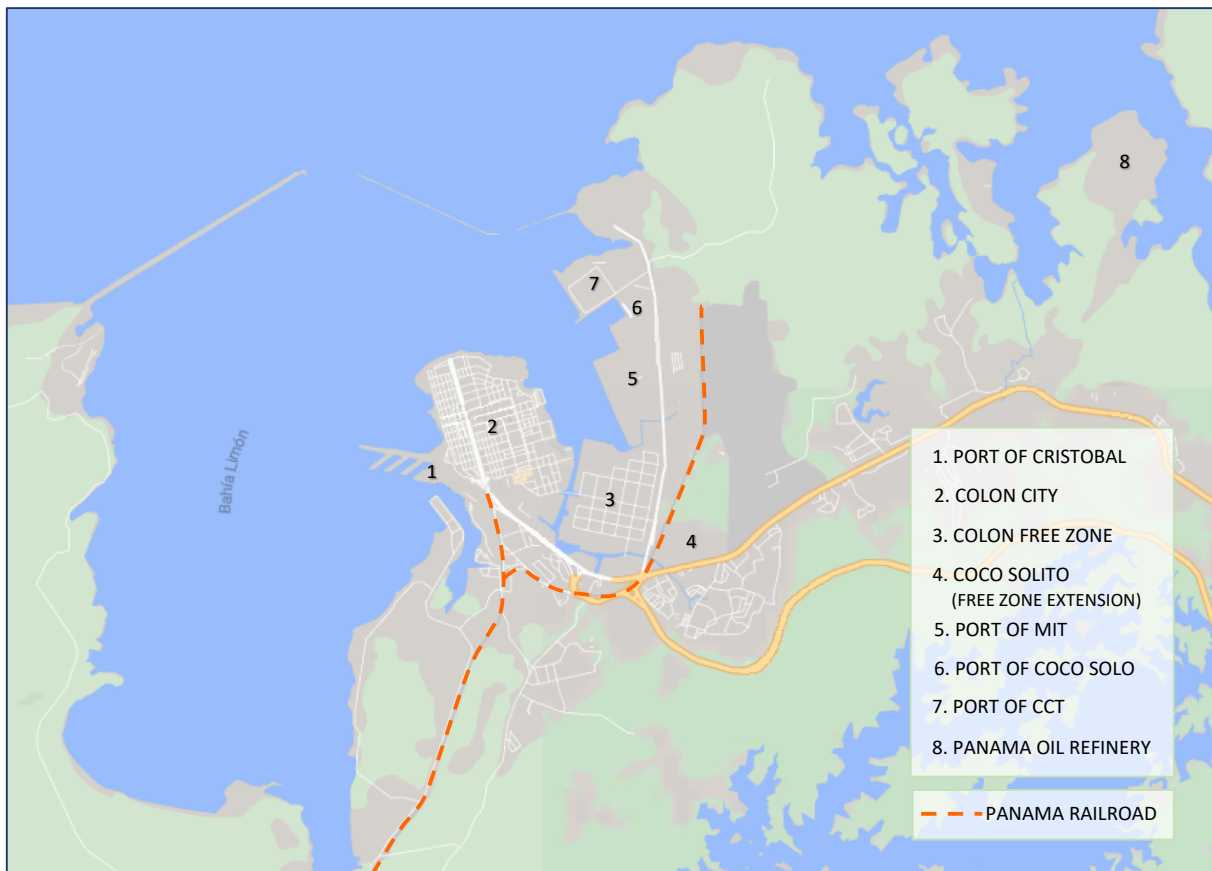 8
7
6
5
2
1
3
4
Bahía Limón
1. PORT OF CRISTOBAL
2. COLON CITY
3. COLON FREE ZONE
4. COCO SOLITO
(FREE ZONE EXTENSION)
5. PORT OF MIT
6. PORT OF COCO SOLO
7. PORT OF CCT
8. PANAMA OIL REFINERY
PANAMA RAILROAD